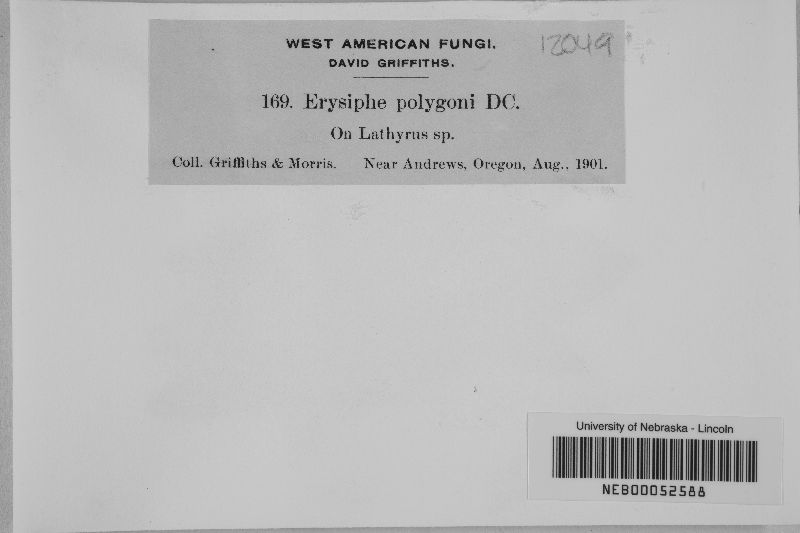 WEST AMERICAN FUNGI.
12049
DAVID GRIFFITHS.
169. Erysiphe polygoni DC.
On Lathyrus sp.
Coll. Griffiths & Morris. Near Andrews, Oregon, Aug., 1901.
University of Nebraska - Lincoln
NEB00052588